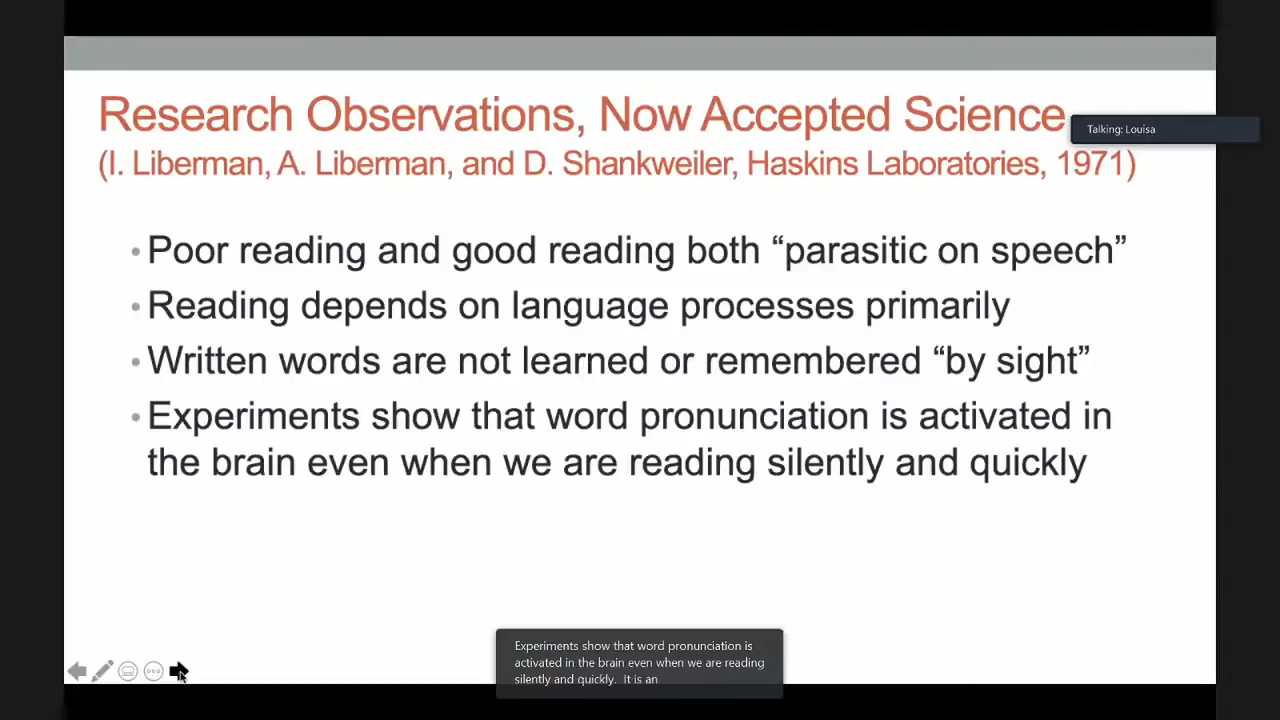 Research Observations, Now Accepted Science
Talking: Louisa
(I. Liberman, A. Liberman, and D. Shankweiler, Haskins Laboratories, 1971)
•Poor reading and good reading both “parasitic on speech”
•Reading depends on language processes primarily
•Written words are not learned or remembered “by sight”
•Experiments show that word pronunciation is activated in
the brain even when we are reading silently and quickly
Experiments show that word pronunciation is
activated in the brain even when we are reading
silently and quickly. It is an